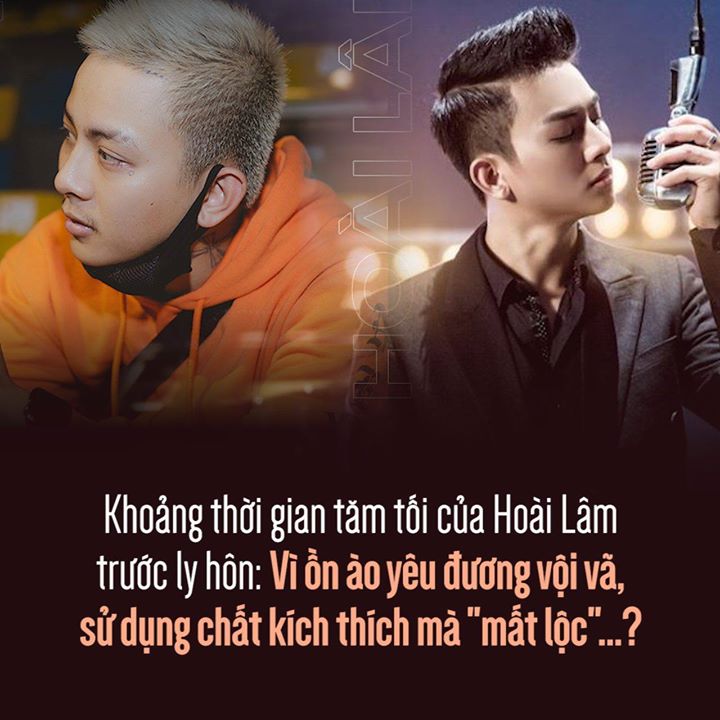 HOÀI LÂM
Khoảng thời gian tăm tối của Hoài Lâm
trước ly hôn: Vì ồn ào yêu đương vội vã,
sử dụng chất kích thích mà "mất lộc"...?